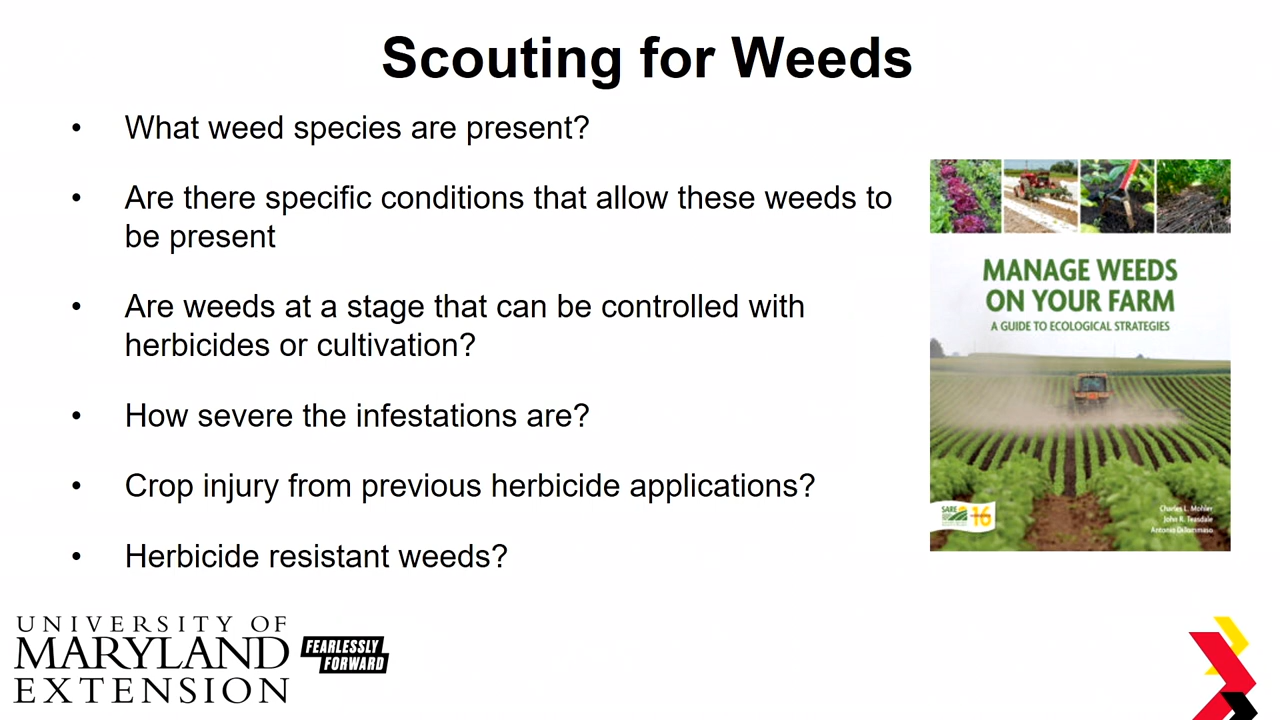 Scouting for Weeds
• What weed species are present?
• Are there specific conditions that allow these weeds to
be present
• Are weeds at a stage that can be controlled with
herbicides or cultivation?
• How severe the infestations are?
• Crop injury from previous herbicide applications?
• Herbicide resistant weeds?
MANAGE WEEDS
ON YOUR FARM
A GUIDE TO ECOLOGICAL STRATEGIES
SARE
16
Charles L. Mohler
John R. Teasdale
Antonio DiTommaso
UNIVERSITY OF
MARYLAND
EXTENSION
FEARLESSLY
FORWARD